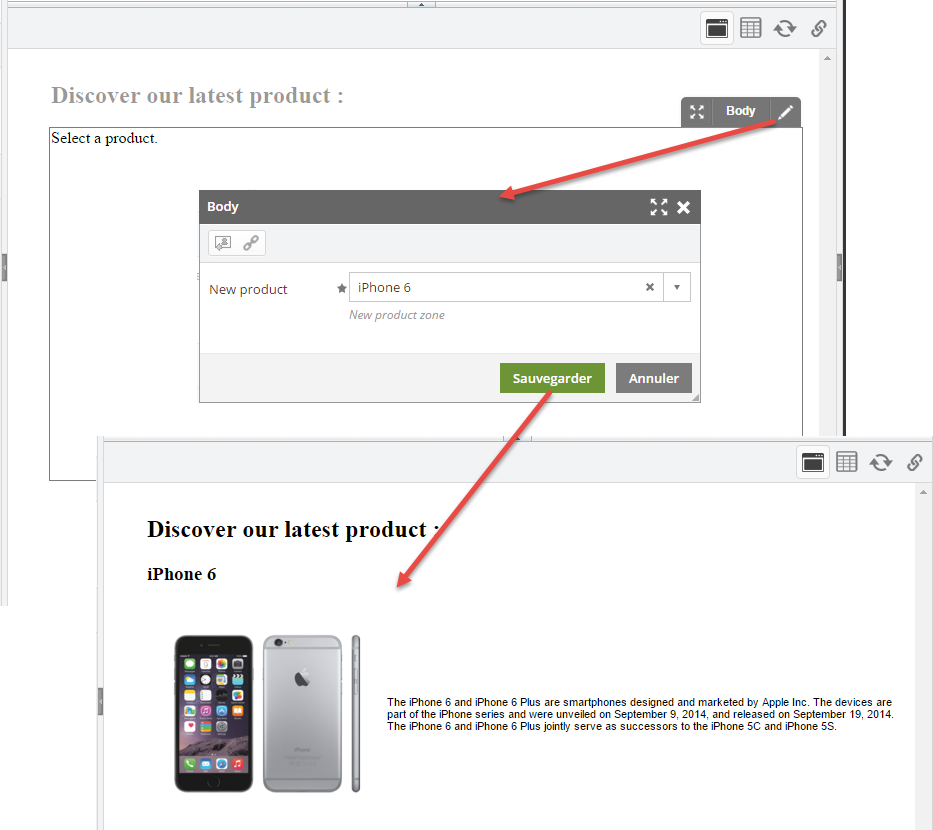 Discover our latest product :
Body
Select a product.
Body
New product
iPhone 6
New product zone
Sauvegarder
Annuler
Discover our latest product :
iPhone 6
The iPhone 6 and iPhone 6 Plus are smartphones designed and marketed by Apple Inc. The devices are
part of the iPhone series and were unveiled on September 9, 2014, and released on September 19, 2014.
The iPhone 6 and iPhone 6 Plus jointly serve as successors to the iPhone 5C and iPhone 5S.